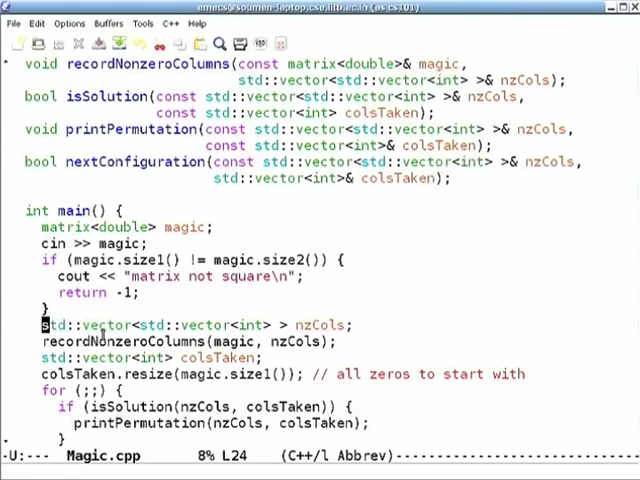 emacs@soumen-laptop.cse.iitb.ac.in (as cs101)
File Edit Options Buffers Tools C++ Help
void recordNonzeroColumns(const matrix<double>& magic,
std::vector<std::vector<int> >& nzCols);
bool isSolution(const std::vector<std::vector<int> >& nzCols,
const std::vector<int> colsTaken);
void printPermutation(const std::vector<std::vector<int> >& nzCols,
const std::vector<int>& colsTaken);
bool nextConfiguration(const std::vector<std::vector<int> >& nzCols,
std::vector<int>& colsTaken);
int main() {
matrix<double> magic;
cin >> magic;
if (magic.size1() != magic.size2()) {
cout << "matrix not square\n";
return -1;
}
std::vector<std::vector<int> > nzCols;
recordNonzeroColumns(magic, nzCols);
std::vector<int> colsTaken;
colsTaken.resize(magic.size1()); // all zeros to start with
for (;;) {
if (isSolution(nzCols, colsTaken)) {
printPermutation(nzCols, colsTaken);
}
-U:--- Magic.cpp 8% L24 (C++/l Abbrev)